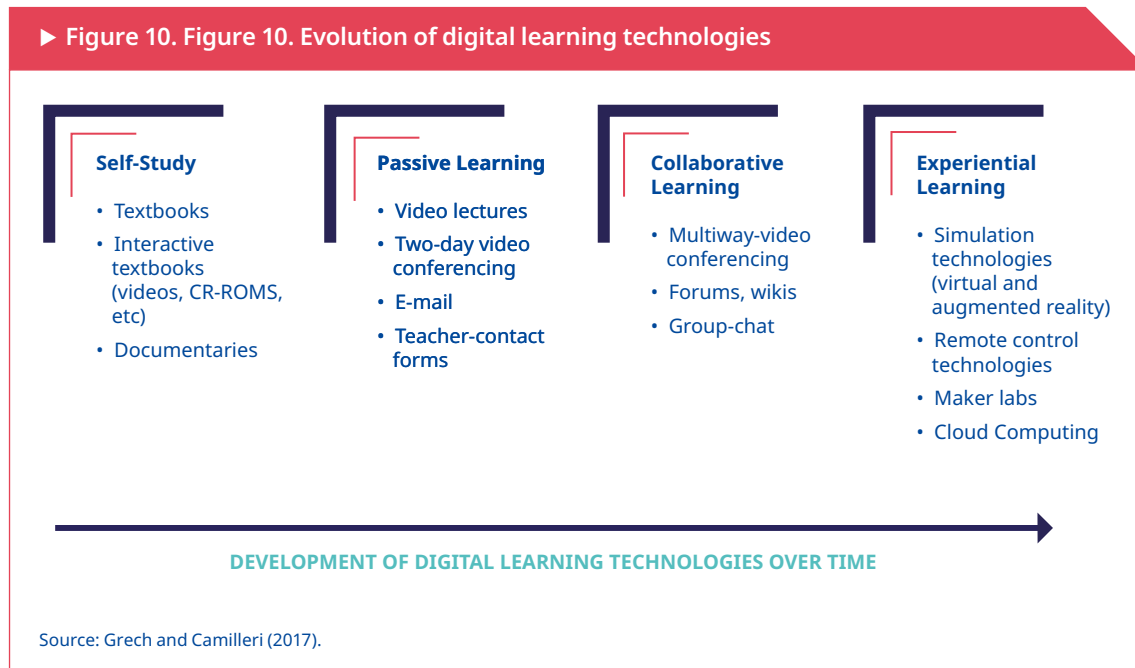 ▶ Figure 10. Figure 10. Evolution of digital learning technologies
Self-Study
• Textbooks
• Interactive
textbooks
(videos, CR-ROMS,
etc)
• Documentaries
Passive Learning
• Video lectures
• Two-day video
conferencing
• E-mail
• Teacher-contact
forms
Collaborative
Learning
• Multiway-video
conferencing
• Forums, wikis
• Group-chat
Experiential
Learning
• Simulation
technologies
(virtual and
augmented reality)
• Remote control
technologies
• Maker labs
• Cloud Computing
DEVELOPMENT OF DIGITAL LEARNING TECHNOLOGIES OVER TIME
Source: Grech and Camilleri (2017).